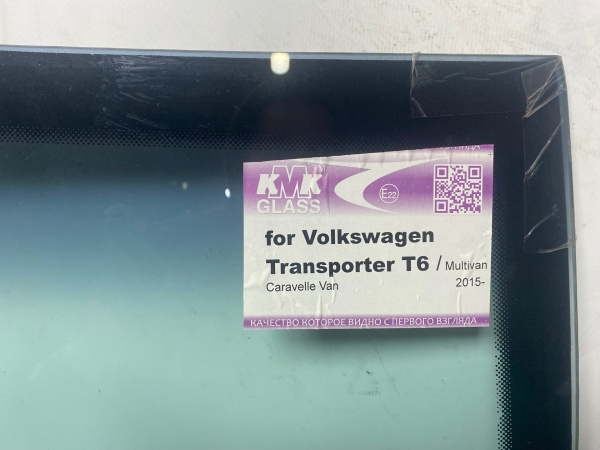 KMK
GLASS
E22
for Volkswagen
Transporter T6 / Multivan
Caravelle Van 2015-
КАЧЕСТВО КОТОРОЕ ВИДНО С ПЕРВОГО ВЗГЛЯДА